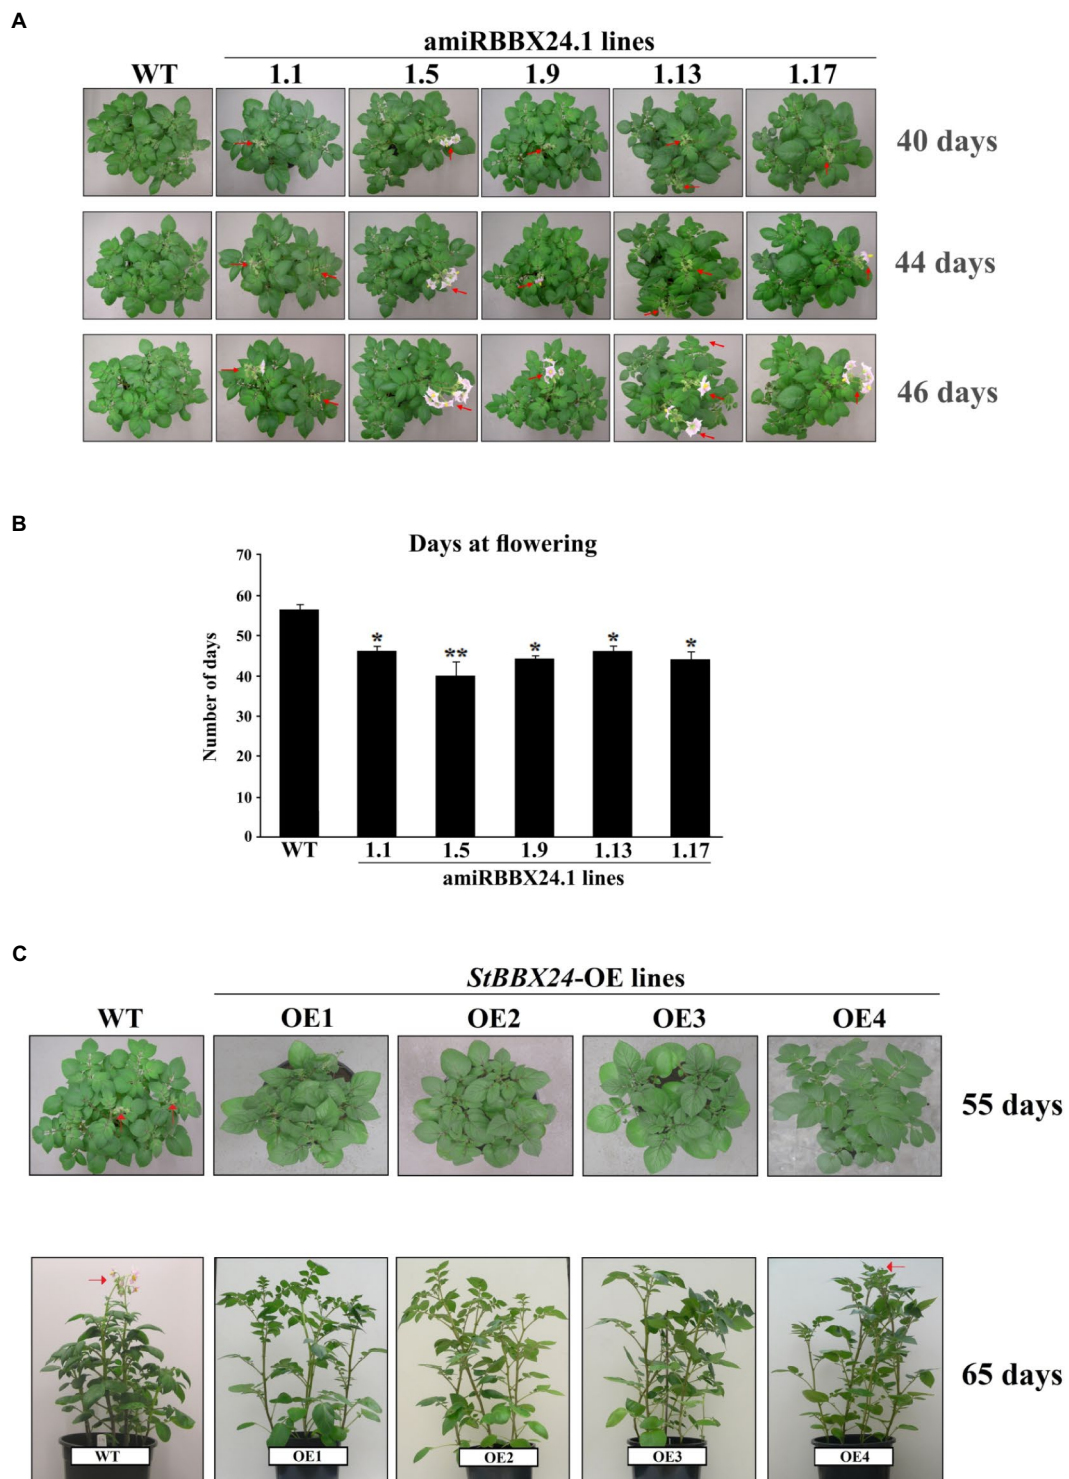 A
amiRBBX24.1 lines
WT 1.1 1.5 1.9 1.13 1.17
40 days
44 days
46 days
B
Days at flowering
Number of days
70
60
50
40
30
20
10
0
* ** * * *
WT 1.1 1.5 1.9 1.13 1.17
amiRBBX24.1 lines
C
StBBX24-OE lines
WT OE1 OE2 OE3 OE4
55 days
65 days
WT OE1 OE2 OE3 OE4